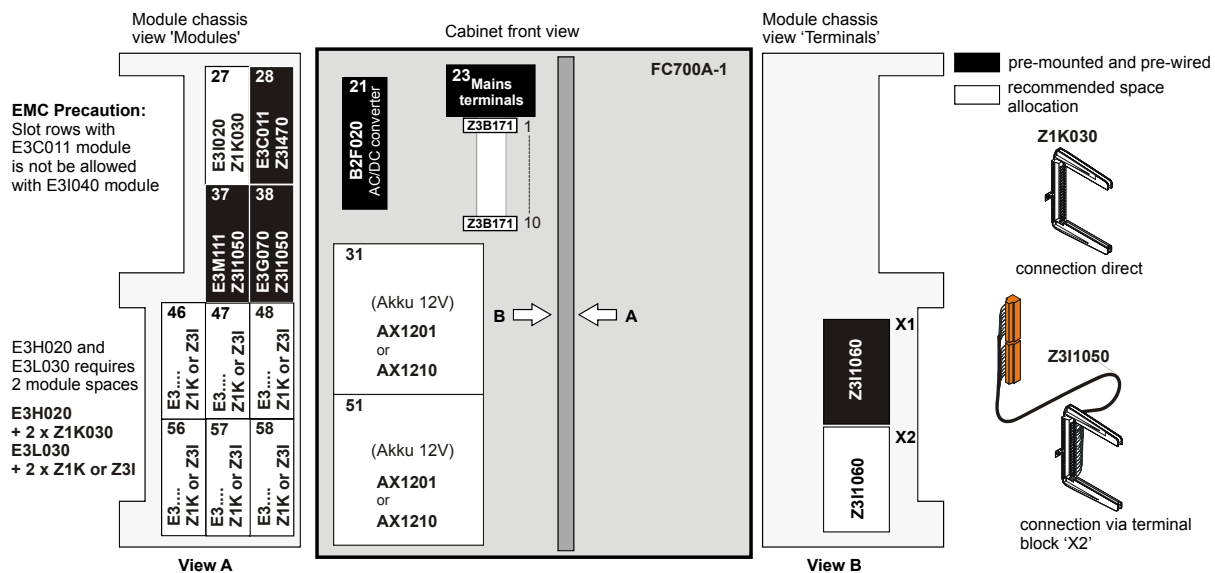 Module chassis
view 'Modules'
Cabinet front view
Module chassis
view ‘Terminals’
EMC Precaution:
Slot rows with
E3C011 module
is not be allowed
with E3I040 module
E3H020 and
E3L030 requires
2 module spaces
E3H020
+ 2 x Z1K030
E3L030
+ 2 x Z1K or Z3I
27
E3I020
Z1K030
28
E3C011
Z3I470
37
E3M111
Z3I1050
38
E3G070
Z3I1050
46
E3....
Z1K or Z3I
47
E3....
Z1K or Z3I
48
E3....
Z1K or Z3I
56
E3....
Z1K or Z3I
57
E3....
Z1K or Z3I
58
E3....
Z1K or Z3I
View A
FC700A-1
21
B2F020
AC/DC converter
23
Mains
terminals
Z3B171 1
Z3B171 10
31
(Akku 12V)
AX1201
or
AX1210
51
(Akku 12V)
AX1201
or
AX1210
B
A
X1
Z3I1060
X2
Z3I1060
View B
pre-mounted and pre-wired
recommended space
allocation
Z1K030
connection direct
Z3I1050
connection via terminal
block ‘X2’